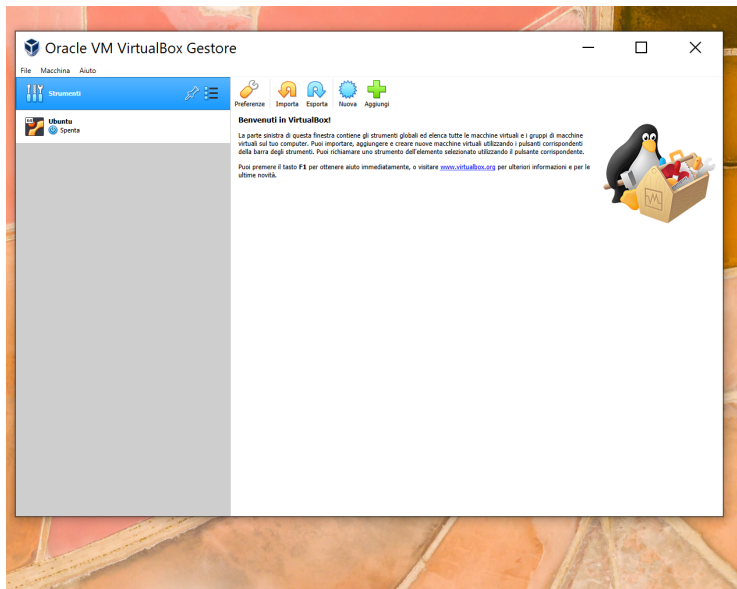 Oracle VM VirtualBox Gestore
File Macchina Aiuto
Strumenti
Preferenze Importa Esporta Nuova Aggiungi
Ubuntu
Spenta
Benvenuti in VirtualBox!
La parte sinistra di questa finestra contiene gli strumenti globali ed elenca tutte le macchine virtuali e i gruppi di macchine
virtuali sul tuo computer. Puoi importare, aggiungere e creare nuove macchine virtuali utilizzando i pulsanti corrispondenti
della barra degli strumenti. Puoi richiamare uno strumento dell'elemento selezionato utilizzando il pulsante corrispondente.
Puoi premere il tasto F1 per ottenere aiuto immediatamente, o visitare www.virtualbox.org per ulteriori informazioni e per le
ultime novità.